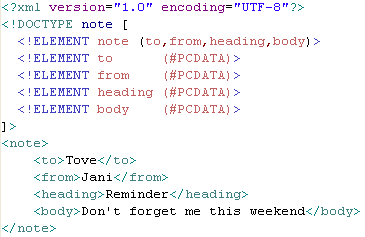 <?xml version="1.0" encoding="UTF-8"?>
<!DOCTYPE note [
  <!ELEMENT note (to,from,heading,body)>
  <!ELEMENT to      (#PCDATA)>
  <!ELEMENT from    (#PCDATA)>
  <!ELEMENT heading (#PCDATA)>
  <!ELEMENT body    (#PCDATA)>
]>
<note>
    <to>Tove</to>
    <from>Jani</from>
    <heading>Reminder</heading>
    <body>Don't forget me this weekend</body>
</note>